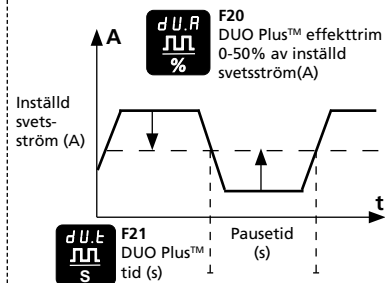 A
dU.A
%
F20
DUO Plus™ effekttrim
0-50% av inställd
svetsström(A)
Inställd
svets-
ström (A)
t
dU.t
S
F21
DUO Plus™
tid (s)
Pausetid
(s)